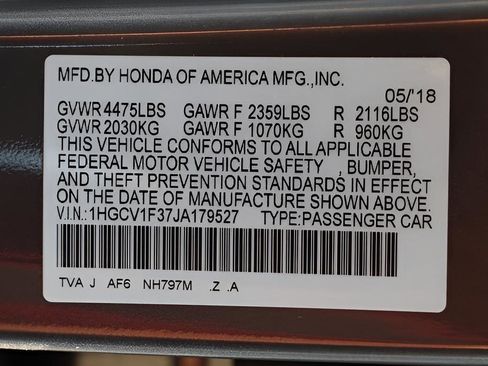 MFD.BY HONDA OF AMERICA MFG.,INC.
05/'18
GVWR 4475LBS GAWR F 2359LBS R 2116LBS
GVWR 2030KG GAWR F 1070KG R 960KG
THIS VEHICLE CONFORMS TO ALL APPLICABLE
FEDERAL MOTOR VEHICLE SAFETY , BUMPER,
AND THEFT PREVENTION STANDARDS IN EFFECT
ON THE DATE OF MANUFACTURE SHOWN ABOVE.
V.I.N.:1HGCV1F37JA179527 TYPE:PASSENGER CAR
TVA J AF6 NH797M .Z .A